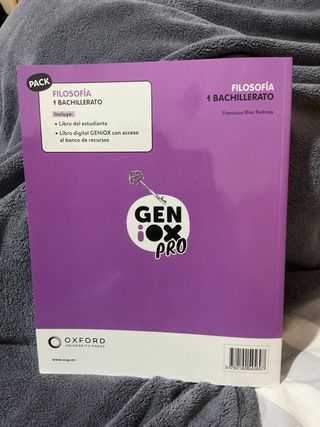 PACK
FILOSOFÍA
1 BACHILLERATO
Incluye:
• Libro del estudiante
• Libro digital GENiOX con acceso
al banco de recursos
FILOSOFÍA
1 BACHILLERATO
Francisco Ríos Pedraza
GEN
iOX
PRO
OXFORD
UNIVERSITY PRESS
www.oup.es